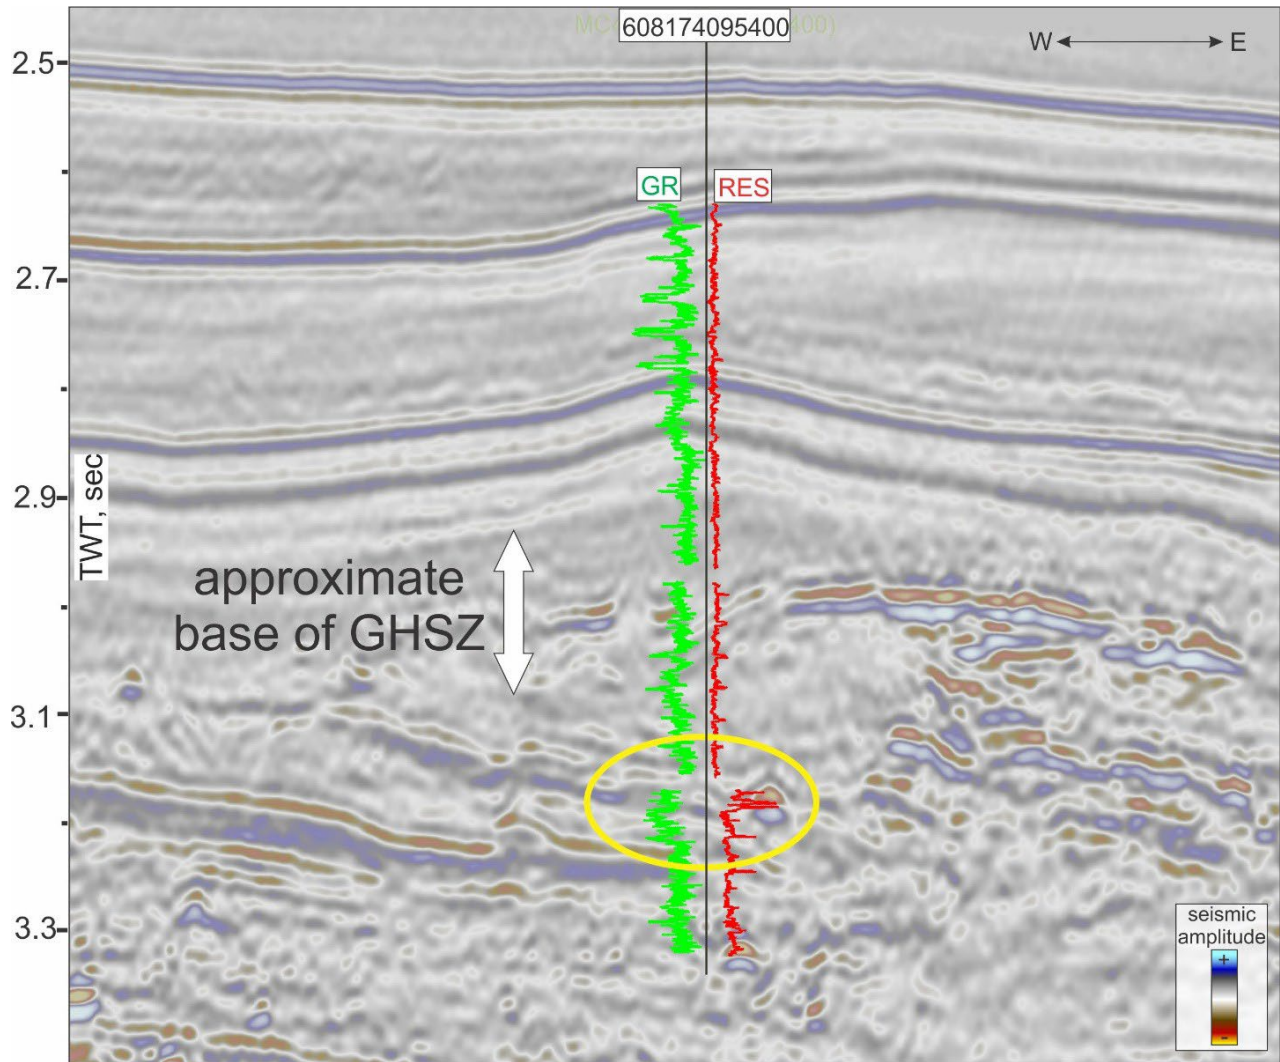 608174095400
W E
2.5
GR RES
2.7
2.9
TWT, sec
approximate
base of GHSZ
3.1
3.3
seismic
amplitude
+
-